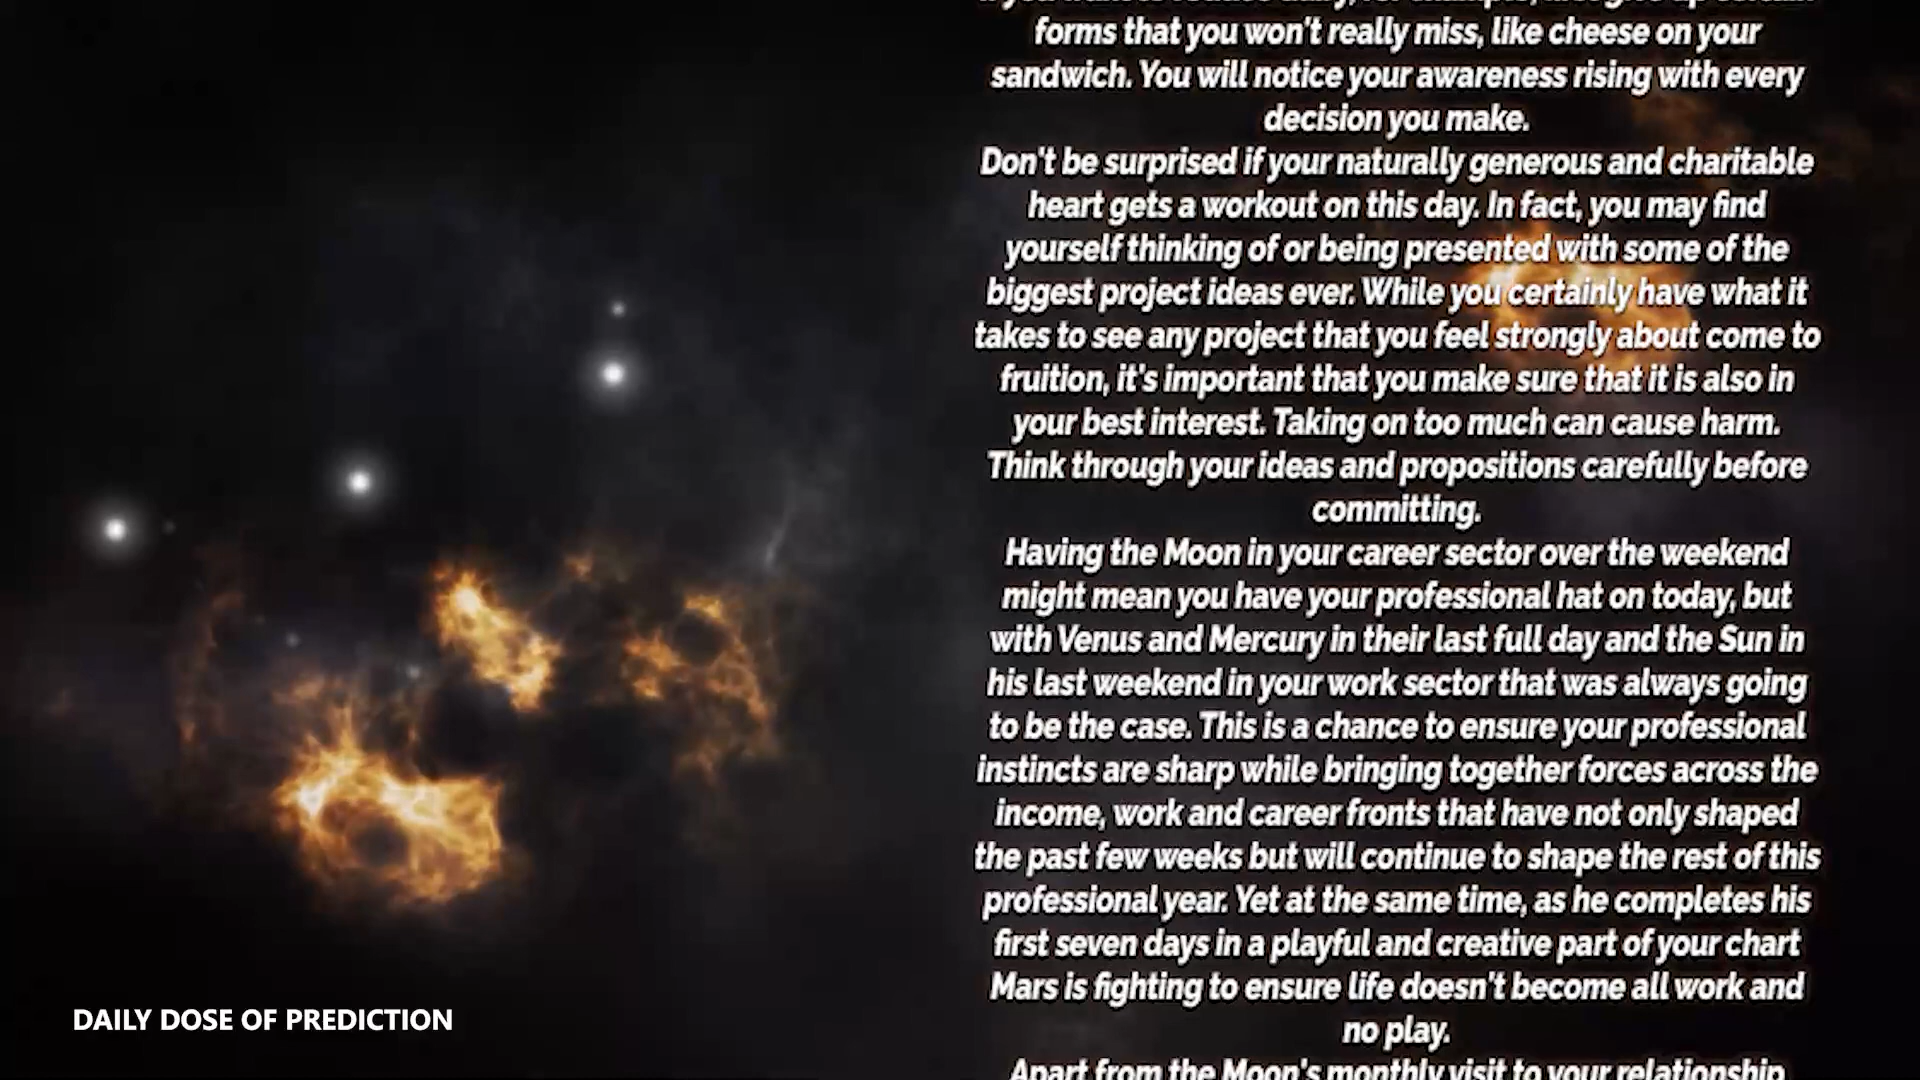 forms that you won't really miss, like cheese on your
sandwich. You will notice your awareness rising with every
decision you make.
Don't be surprised if your naturally generous and charitable
heart gets a workout on this day. In fact, you may find
yourself thinking of or being presented with some of the
biggest project ideas ever. While you certainly have what it
takes to see any project that you feel strongly about come to
fruition, it's important that you make sure that it is also in
your best interest. Taking on too much can cause harm.
Think through your ideas and propositions carefully before
committing.
Having the Moon in your career sector over the weekend
might mean you have your professional hat on today, but
with Venus and Mercury in their last full day and the Sun in
his last weekend in your work sector that was always going
to be the case. This is a chance to ensure your professional
instincts are sharp while bringing together forces across the
income, work and career fronts that have not only shaped
the past few weeks but will continue to shape the rest of this
professional year. Yet at the same time, as he completes his
first seven days in a playful and creative part of your chart
Mars is fighting to ensure life doesn't become all work and
no play.
Apart from the Moon's monthly visit to your relationship
DAILY DOSE OF PREDICTION